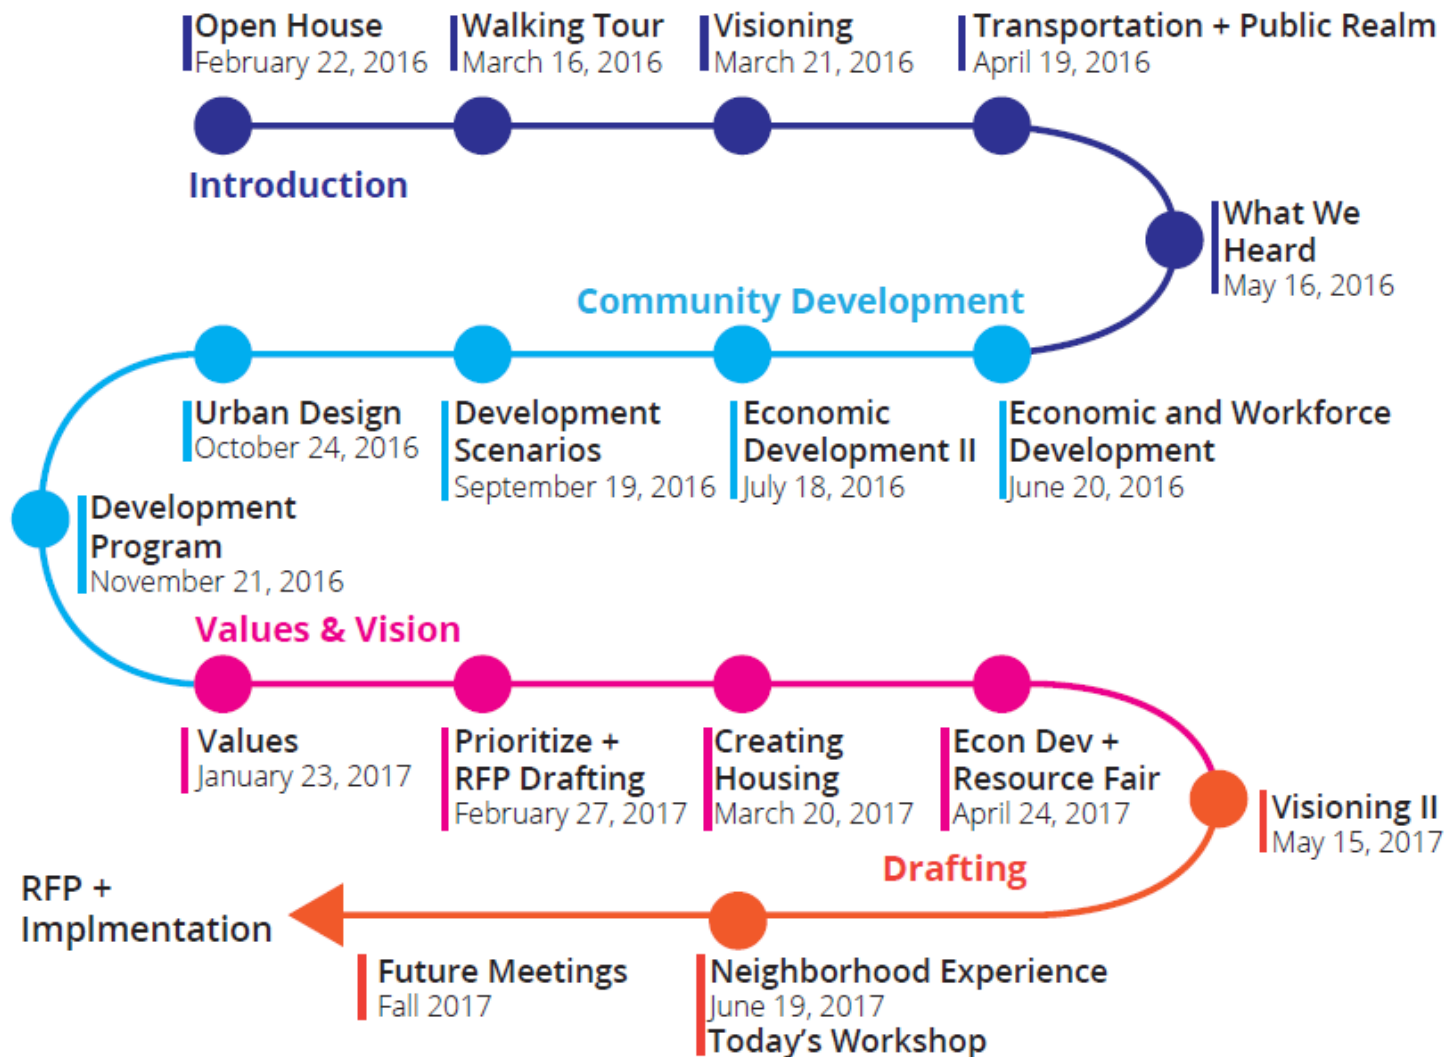 Open House
February 22, 2016
Walking Tour
March 16, 2016
Visioning
March 21, 2016
Transportation + Public Realm
April 19, 2016
Introduction
What We
Heard
May 16, 2016
Community Development
Economic and Workforce
Development
June 20, 2016
Economic
Development II
July 18, 2016
Development
Scenarios
September 19, 2016
Urban Design
October 24, 2016
Development
Program
November 21, 2016
Values & Vision
Values
January 23, 2017
Prioritize +
RFP Drafting
February 27, 2017
Creating
Housing
March 20, 2017
Econ Dev +
Resource Fair
April 24, 2017
Visioning II
May 15, 2017
Drafting
Neighborhood Experience
June 19, 2017
Today's Workshop
Future Meetings
Fall 2017
RFP +
Implmentation